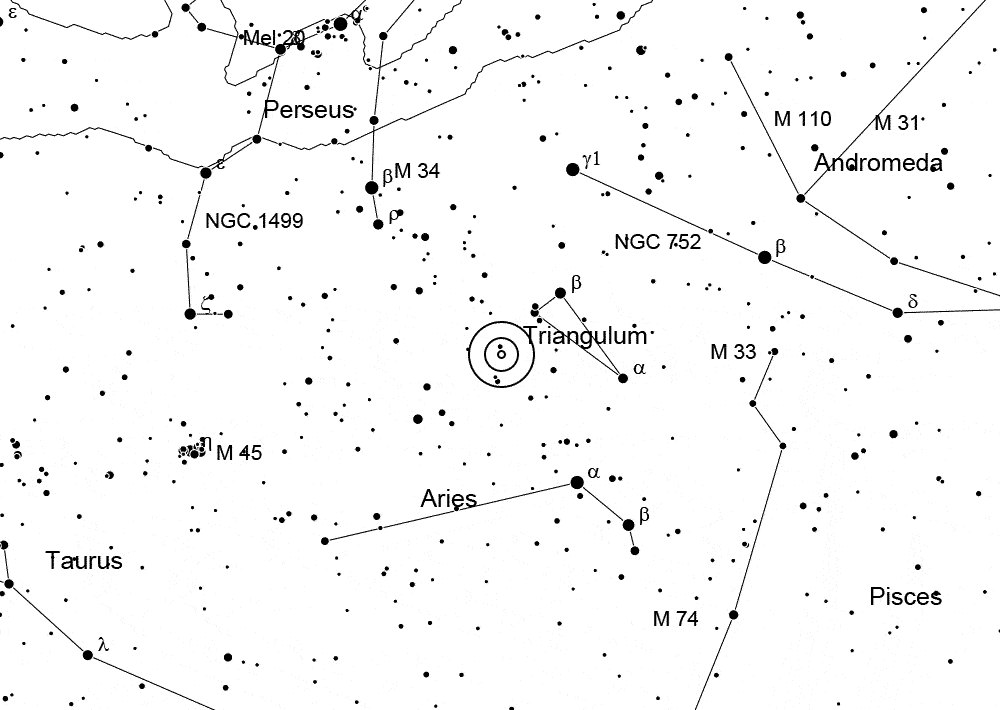 ε
α
Mel 20
Perseus
M 110
M 31
Andromeda
γ1
ε
β
M 34
ρ
NGC 1499
NGC 752
β
β
ζ
δ
Triangulum
M 33
α
η
M 45
α
Aries
β
Taurus
Pisces
M 74
λ